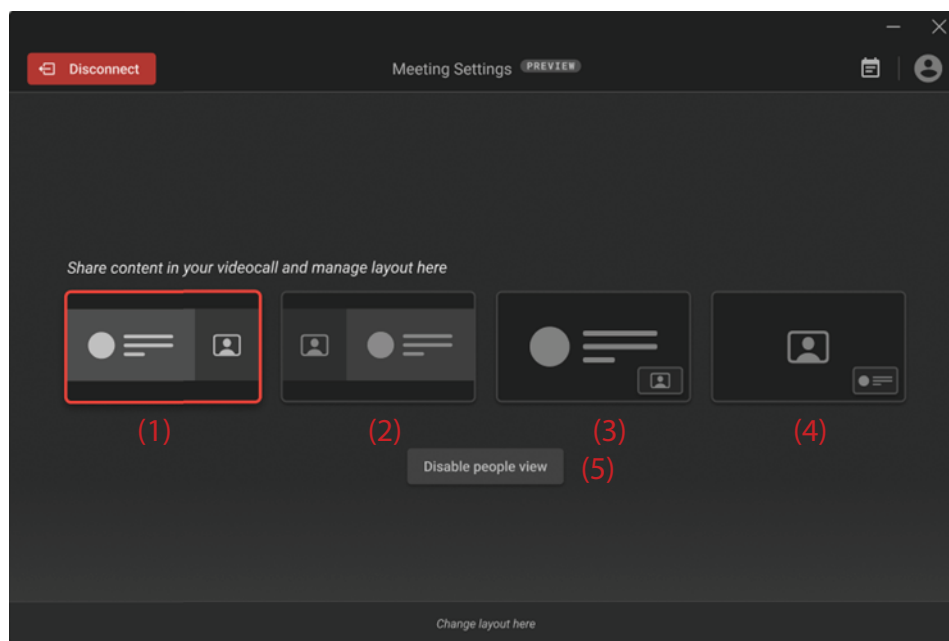 Disconnect
Meeting Settings PREVIEW
Share content in your videocall and manage layout here
(1)
(2)
(3)
(4)
Disable people view
(5)
Change layout here